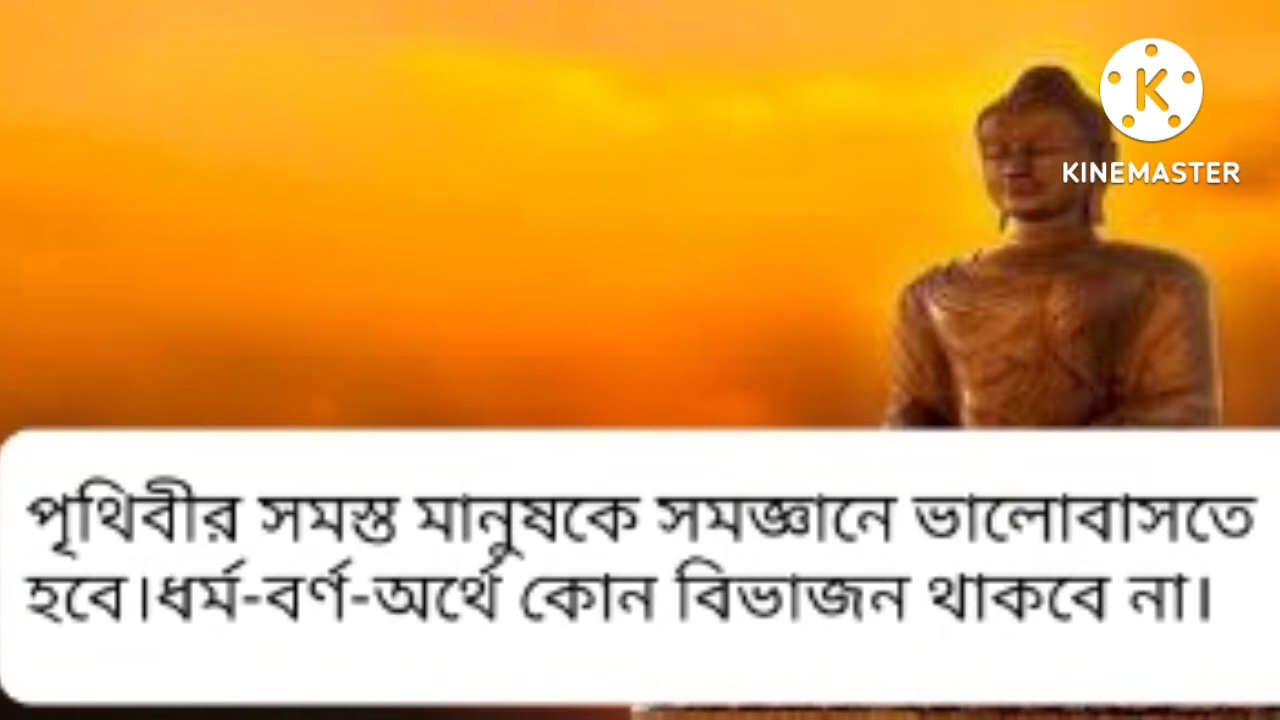 KINEMASTER
পৃথিবীর সমস্ত মানুষকে সমজ্ঞানে ভালোবাসতে
হবে।ধর্ম-বর্ণ-অর্থে কোন বিভাজন থাকবে না।